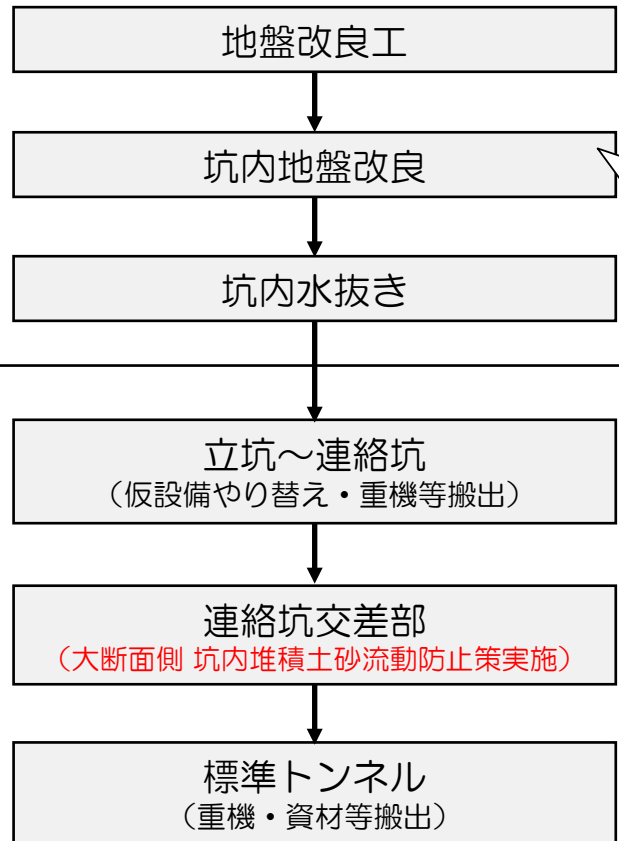 地盤改良工
坑内地盤改良
坑内水抜き
立坑～連絡坑
（仮設備やり替え・重機等搬出）
連絡坑交差部
（大断面側 坑内堆積土砂流動防止策実施）
標準トンネル
（重機・資材等搬出）